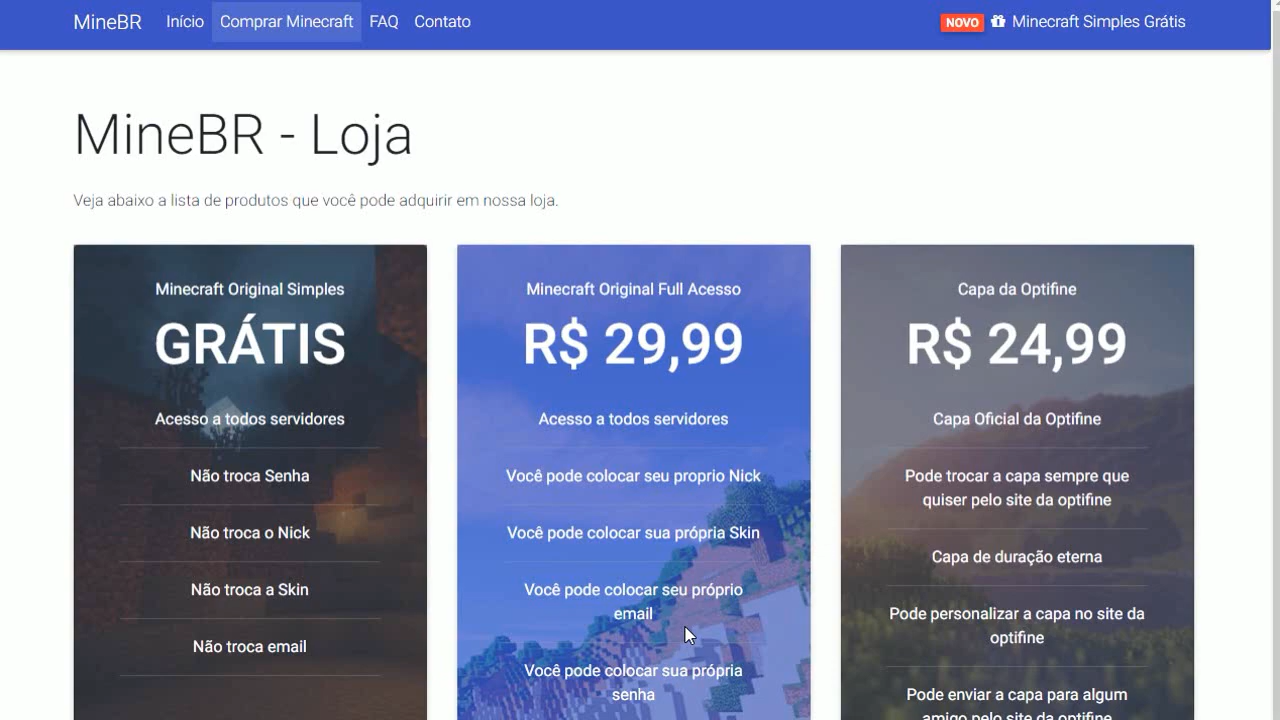 MineBR Início Comprar Minecraft FAQ Contato NOVO Minecraft Simples Grátis
MineBR - Loja
Veja abaixo a lista de produtos que você pode adquirir em nossa loja.
Minecraft Original Simples
GRÁTIS
Acesso a todos servidores
Não troca Senha
Não troca o Nick
Não troca a Skin
Não troca email
Minecraft Original Full Acesso
R$ 29,99
Acesso a todos servidores
Você pode colocar seu proprio Nick
Você pode colocar sua própria Skin
Você pode colocar seu próprio
email
Você pode colocar sua própria
senha
Capa da Optifine
R$ 24,99
Capa Oficial da Optifine
Pode trocar a capa sempre que
quiser pelo site da optifine
Capa de duração eterna
Pode personalizar a capa no site da
optifine
Pode enviar a capa para algum
amigo pelo site da optifine